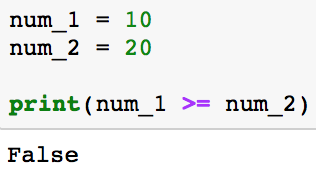 num_1 = 10
num_2 = 20
print(num_1 >= num_2)
False